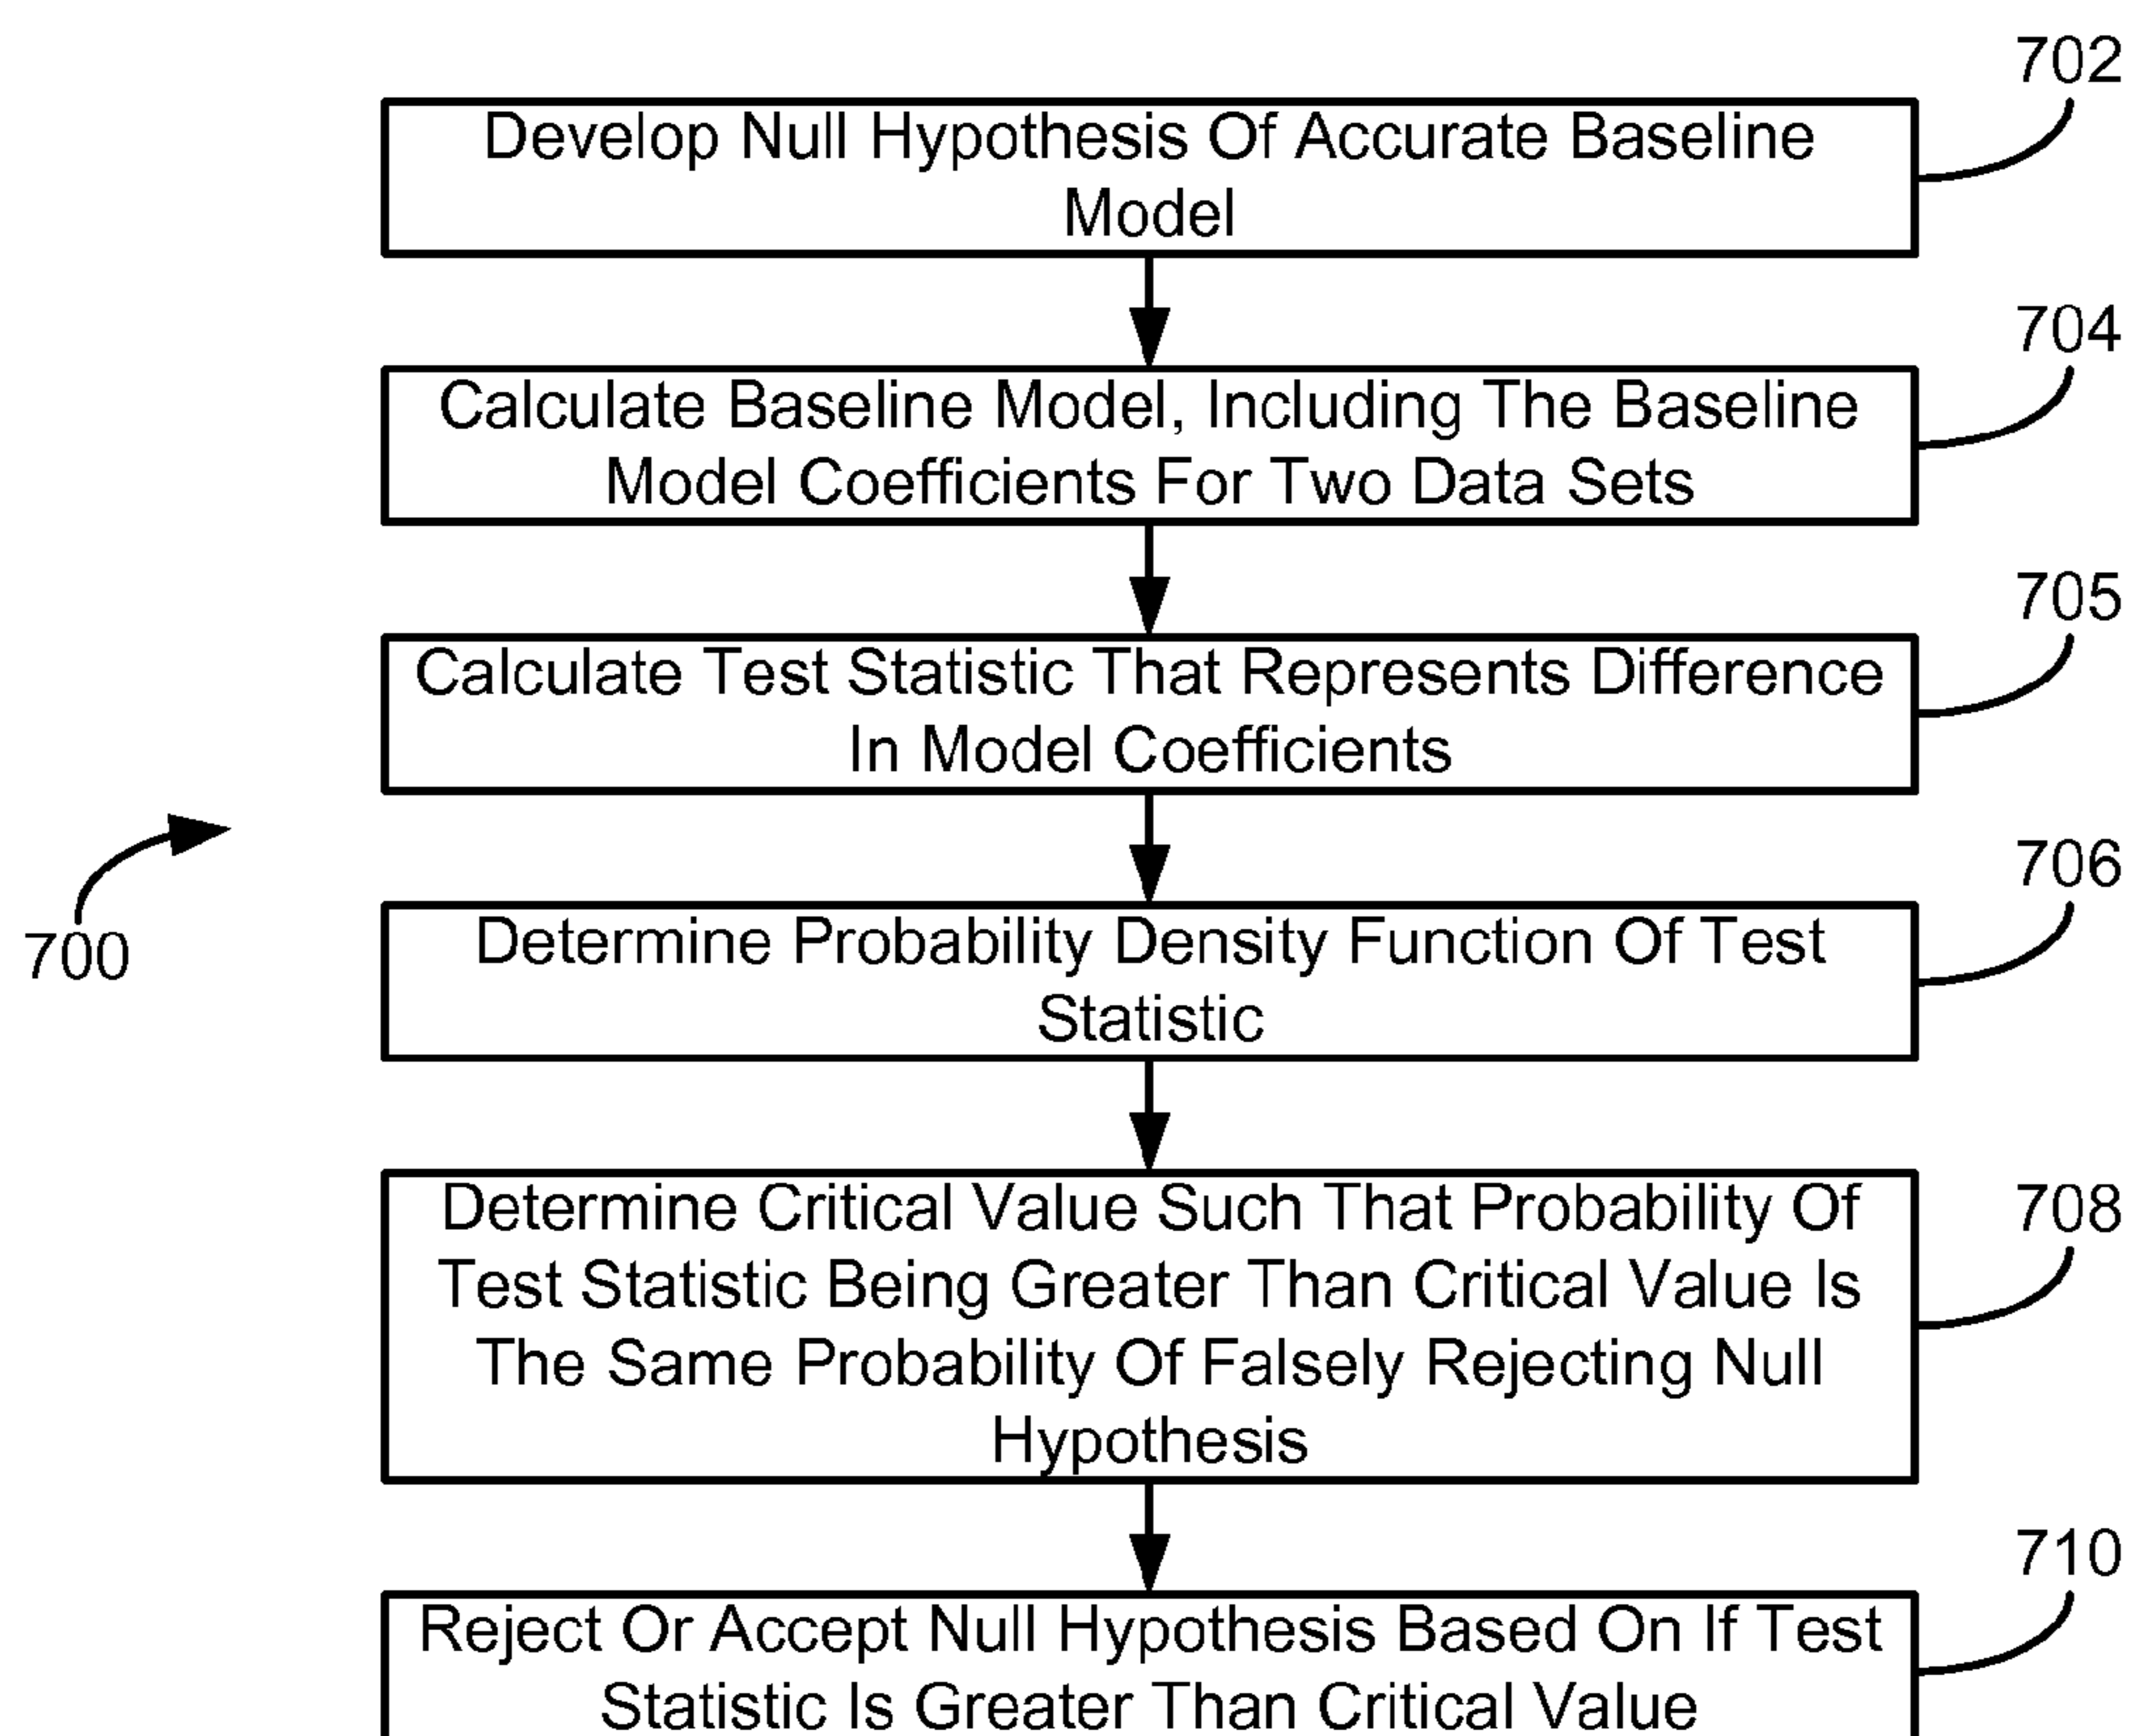 702
Develop Null Hypothesis Of Accurate Baseline
Model
704
Calculate Baseline Model, Including The Baseline
Model Coefficients For Two Data Sets
705
Calculate Test Statistic That Represents Difference
In Model Coefficients
700
706
Determine Probability Density Function Of Test
Statistic
708
Determine Critical Value Such That Probability Of
Test Statistic Being Greater Than Critical Value Is
The Same Probability Of Falsely Rejecting Null
Hypothesis
710
Reject Or Accept Null Hypothesis Based On If Test
Statistic Is Greater Than Critical Value